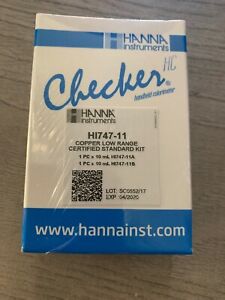 HANNA
instruments
Checker HC
handheld colorimeter
HANNA
instruments
HI747-11
COPPER LOW RANGE
CERTIFIED STANDARD KIT
1 PC x 10 mL HI747-11A
1 PC x 10 mL HI747-11B
LOT: SC0552/17
EXP: 04/2020
www.hannainst.com